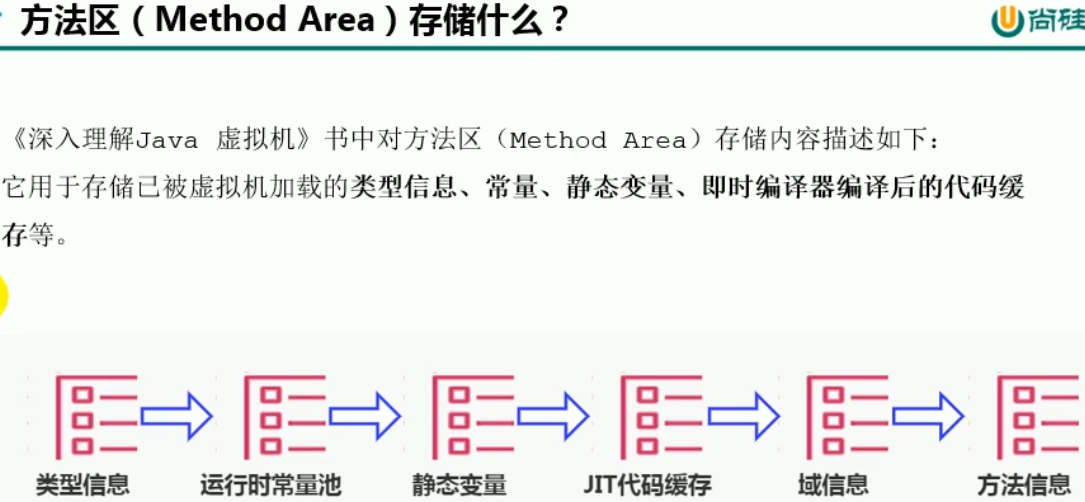 方法区（Method Area）存储什么？
尚硅
《深入理解Java 虚拟机》书中对方法区（Method Area）存储内容描述如下：
它用于存储已被虚拟机加载的类型信息、常量、静态变量、即时编译器编译后的代码缓
存等。
类型信息 运行时常量池 静态变量 JIT代码缓存 域信息 方法信息